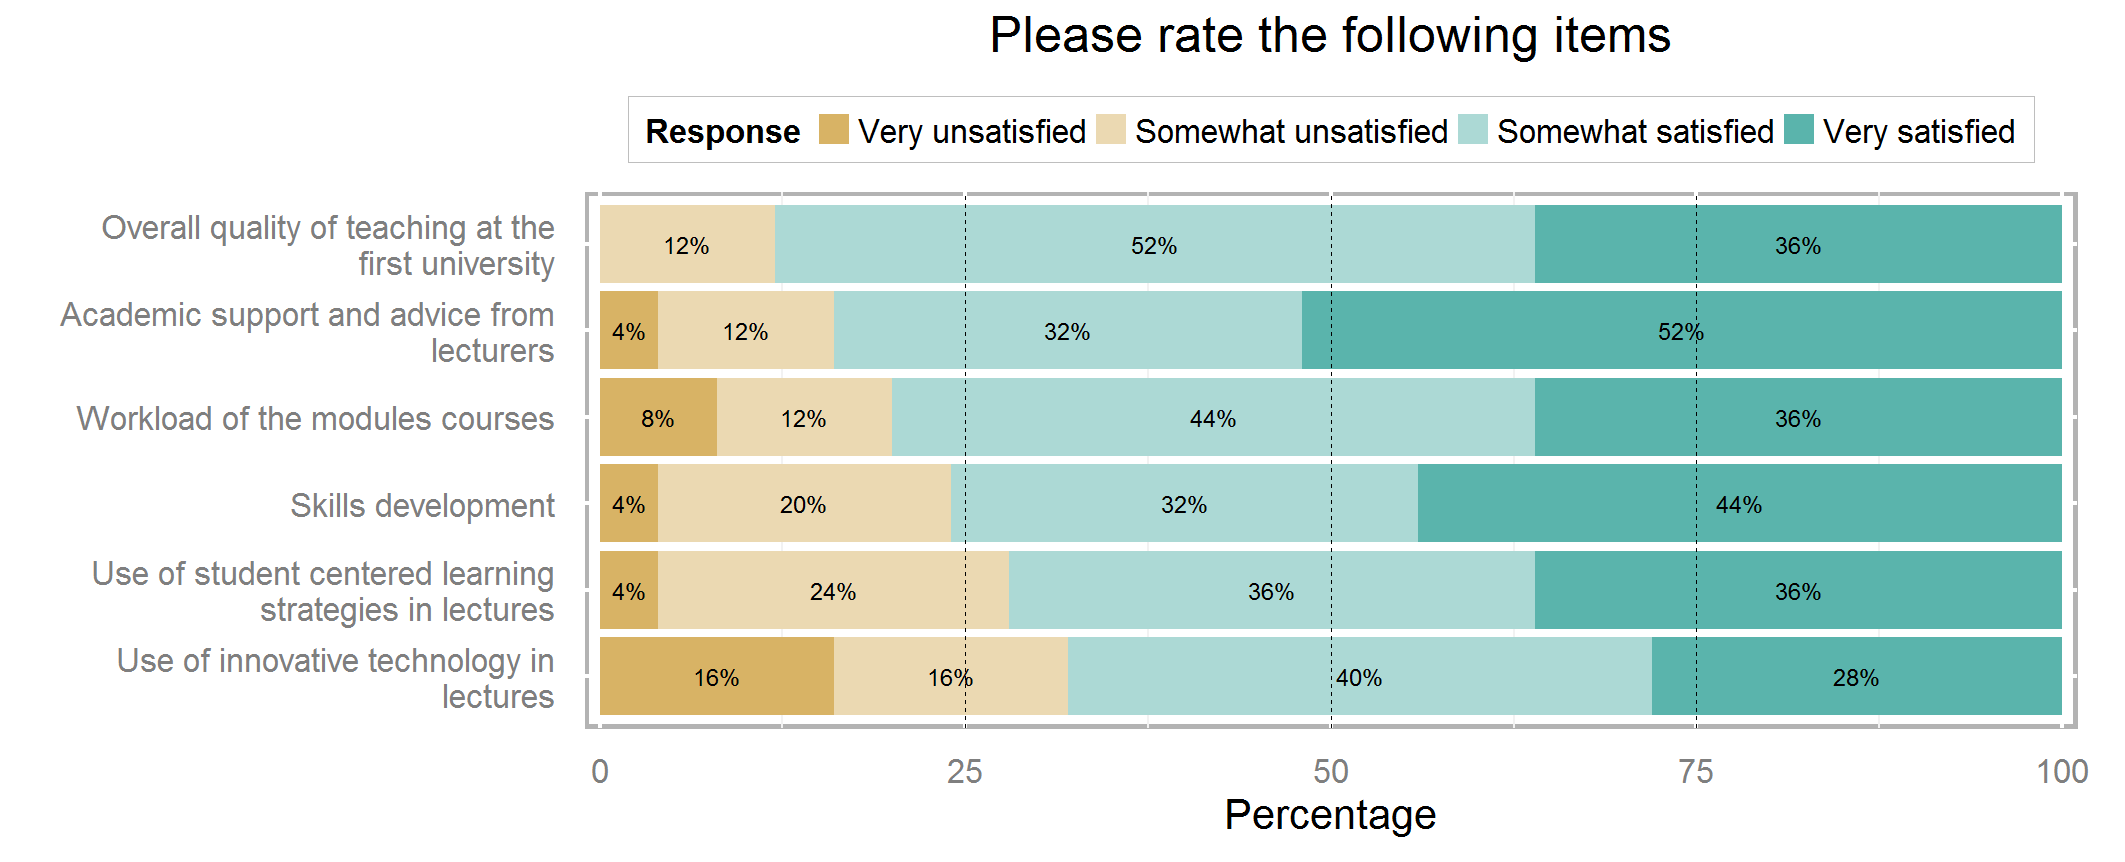 Please rate the following items
Response Very unsatisfied Somewhat unsatisfied Somewhat satisfied Very satisfied
Overall quality of teaching at the
first university
12% 52% 36%
Academic support and advice from
lecturers
4% 12% 32% 52%
Workload of the modules courses
8% 12% 44% 36%
Skills development
4% 20% 32% 44%
Use of student centered learning
strategies in lectures
4% 24% 36% 36%
Use of innovative technology in
lectures
16% 16% 40% 28%
0 25 50 75 100
Percentage